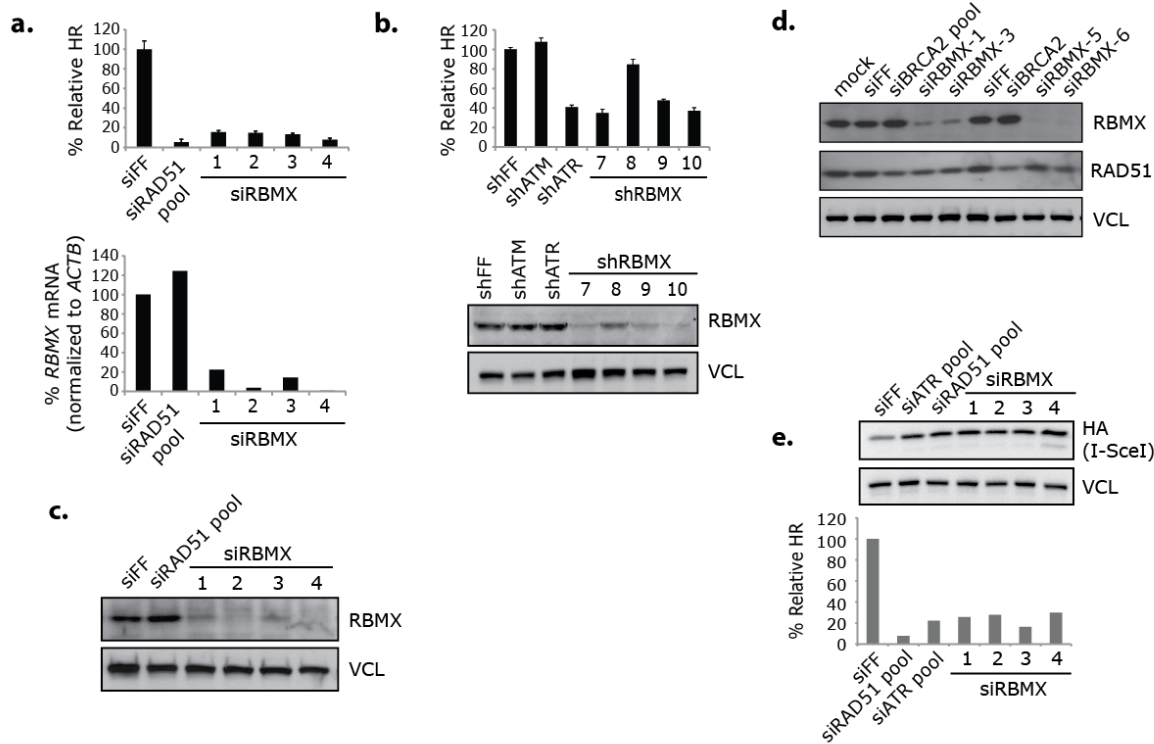 a.
% Relative HR
120
100
80
60
40
20
0
siFF
siRAD51 pool
1 2 3 4
siRBMX
% RBMX mRNA
(normalized to ACTB)
140
120
100
80
60
40
20
0
siFF
siRAD51 pool
1 2 3 4
siRBMX
b.
% Relative HR
120
100
80
60
40
20
0
shFF
shATM
shATR
7 8 9 10
shRBMX
shFF
shATM
shATR
shRBMX
7 8 9 10
RBMX
VCL
c.
siFF
siRAD51 pool
siRBMX
1 2 3 4
RBMX
VCL
d.
mock
siFF
siBRCA2 pool
siRBMX-1
siRBMX-3
siFF
siBRCA2
siRBMX-5
siRBMX-6
RBMX
RAD51
VCL
e.
siFF
siATR pool
siRAD51 pool
siRBMX
1 2 3 4
HA
(I-SceI)
VCL
% Relative HR
120
100
80
60
40
20
0
siFF
siRAD51 pool
siATR pool
1 2 3 4
siRBMX